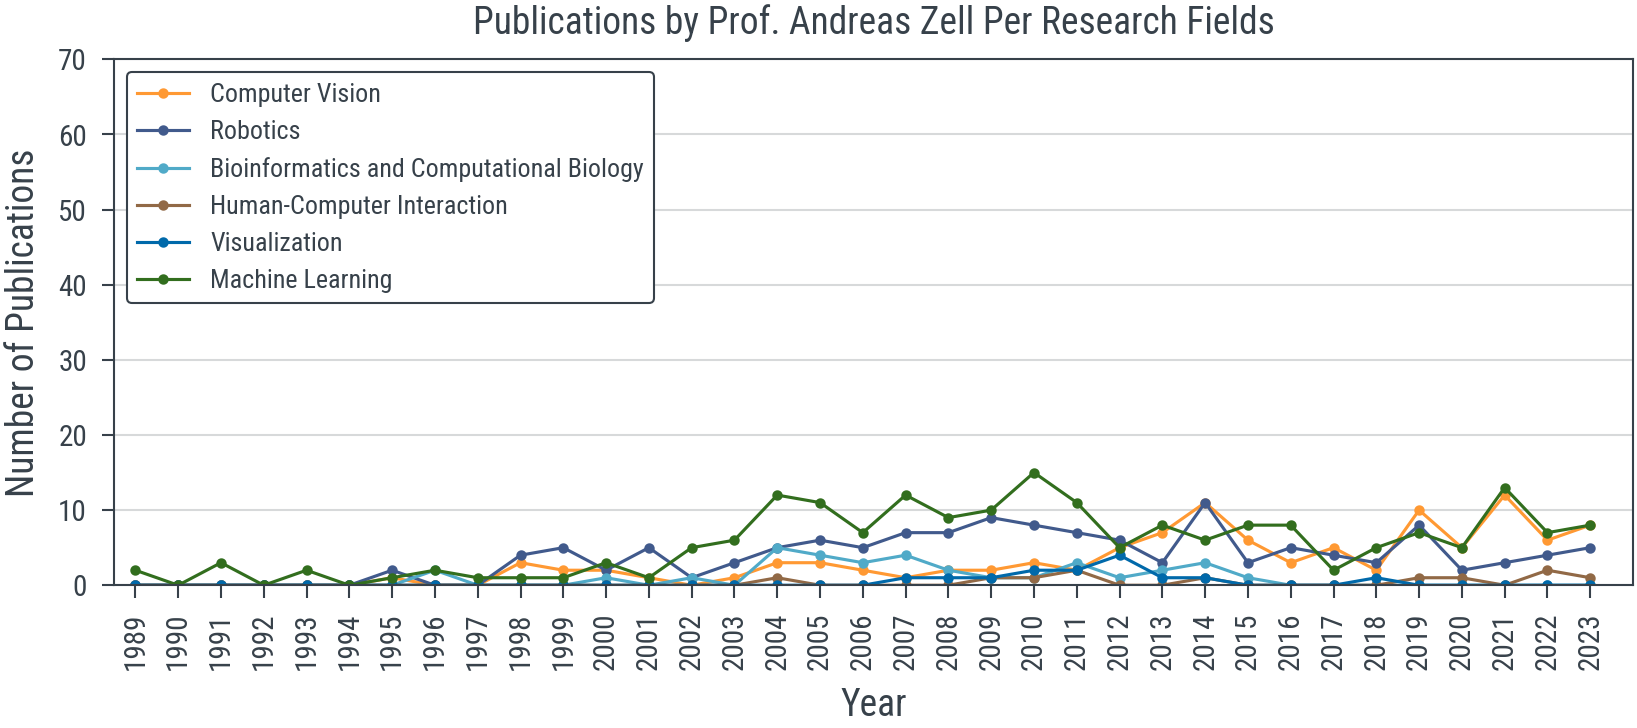 Publications by Prof. Andreas Zell Per Research Fields
Number of Publications
70
60
50
40
30
20
10
0
Computer Vision
Robotics
Bioinformatics and Computational Biology
Human-Computer Interaction
Visualization
Machine Learning
1989 1990 1991 1992 1993 1994 1995 1996 1997 1998 1999 2000 2001 2002 2003 2004 2005 2006 2007 2008 2009 2010 2011 2012 2013 2014 2015 2016 2017 2018 2019 2020 2021 2022 2023
Year